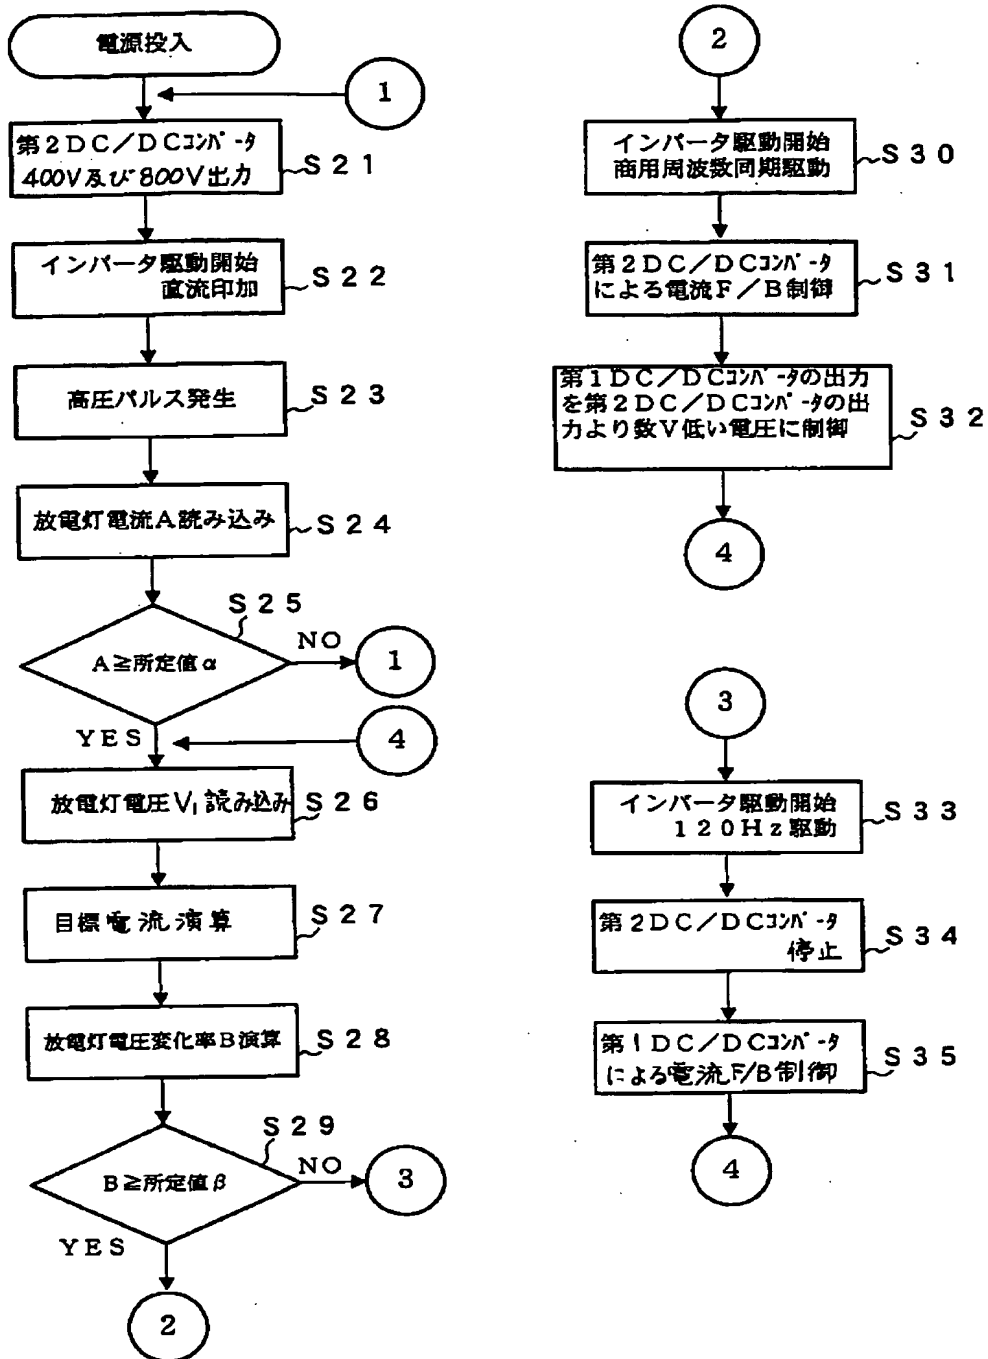 電源投入
1
第2DC／DCコンバータ
400V及び800V出力
S21
インバータ駆動開始
直流印加
S22
高圧パルス発生
S23
放電灯電流A読み込み
S24
S25
A≧所定値α
NO
1
YES
4
放電灯電圧V₁読み込み
S26
目標電流演算
S27
放電灯電圧変化率B演算
S28
S29
B≧所定値β
NO
3
YES
2
2
インバータ駆動開始
商用周波数同期駆動
S30
第2DC／DCコンバータ
による電流F／B制御
S31
第1DC／DCコンバータの出力
を第2DC／DCコンバータの出
力より数V低い電圧に制御
S32
4
3
インバータ駆動開始
120Hz駆動
S33
第2DC／DCコンバータ
停止
S34
第1DC／DCコンバータ
による電流F/B制御
S35
4